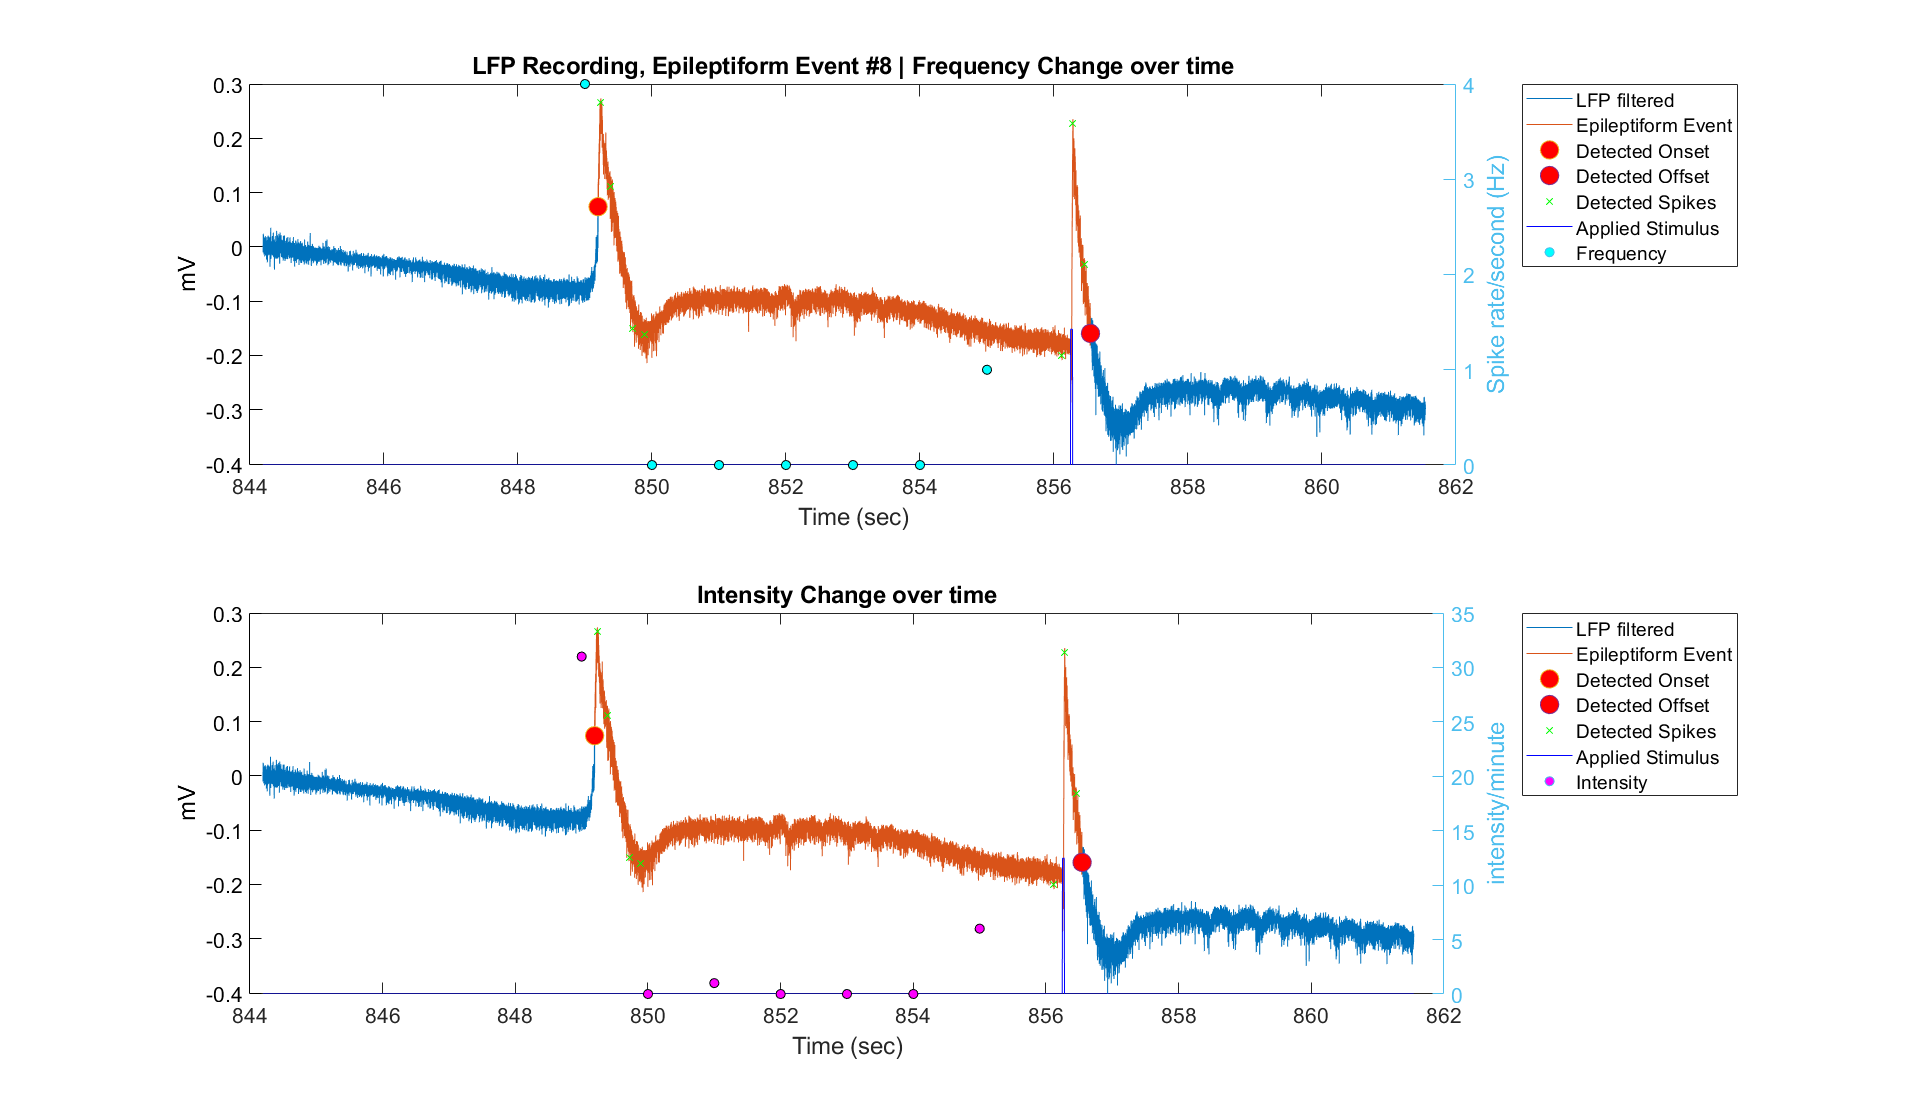 LFP Recording, Epileptiform Event #8 | Frequency Change over time
0.3
0.2
0.1
0
-0.1
-0.2
-0.3
-0.4
mV
844
846
848
850
852
854
856
858
860
862
Time (sec)
4
3
2
1
0
Spike rate/second (Hz)
LFP filtered
Epileptiform Event
Detected Onset
Detected Offset
Detected Spikes
Applied Stimulus
Frequency
Intensity Change over time
0.3
0.2
0.1
0
-0.1
-0.2
-0.3
-0.4
mV
844
846
848
850
852
854
856
858
860
862
Time (sec)
35
30
25
20
15
10
5
0
intensity/minute
LFP filtered
Epileptiform Event
Detected Onset
Detected Offset
Detected Spikes
Applied Stimulus
Intensity